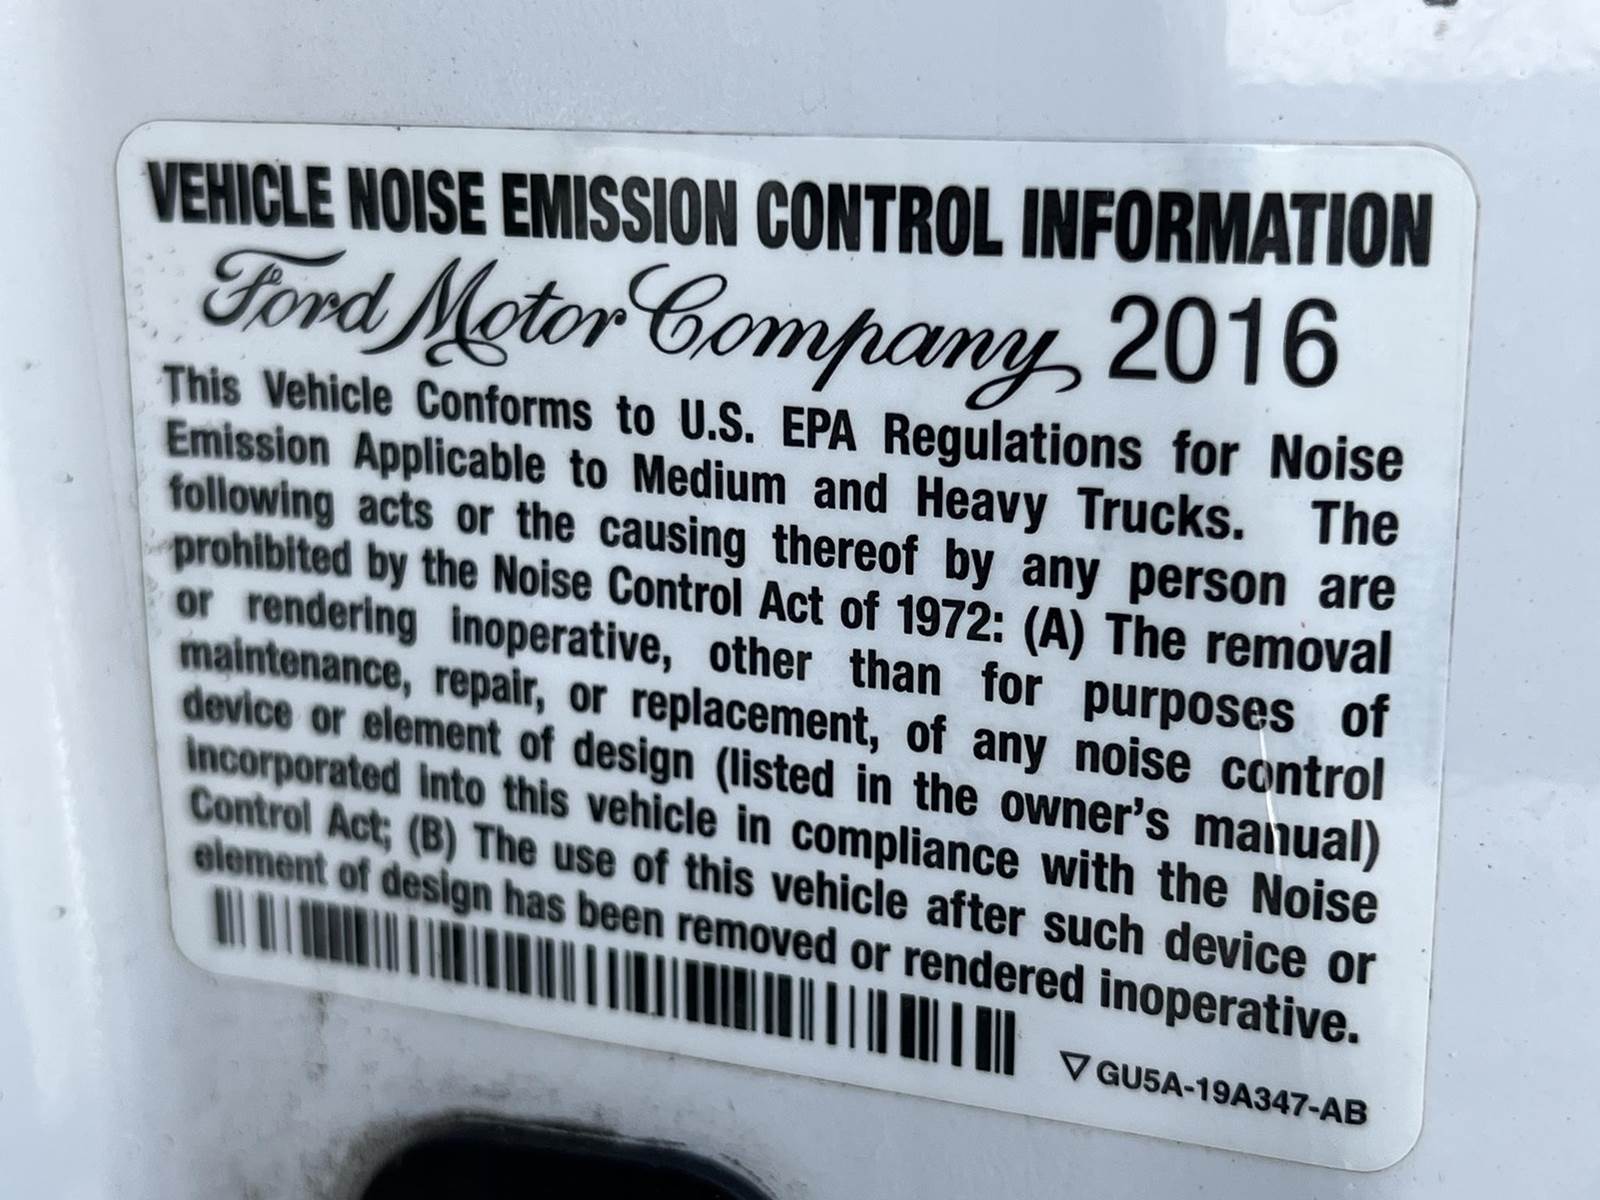 VEHICLE NOISE EMISSION CONTROL INFORMATION
Ford Motor Company 2016
This Vehicle Conforms to U.S. EPA Regulations for Noise
Emission Applicable to Medium and Heavy Trucks. The
following acts or the causing thereof by any person are
prohibited by the Noise Control Act of 1972: (A) The removal
or rendering inoperative, other than for purposes of
maintenance, repair, or replacement, of any noise control
device or element of design (listed in the owner's manual)
incorporated into this vehicle in compliance with the Noise
Control Act; (B) The use of this vehicle after such device or
element of design has been removed or rendered inoperative.
▽ GU5A-19A347-AB